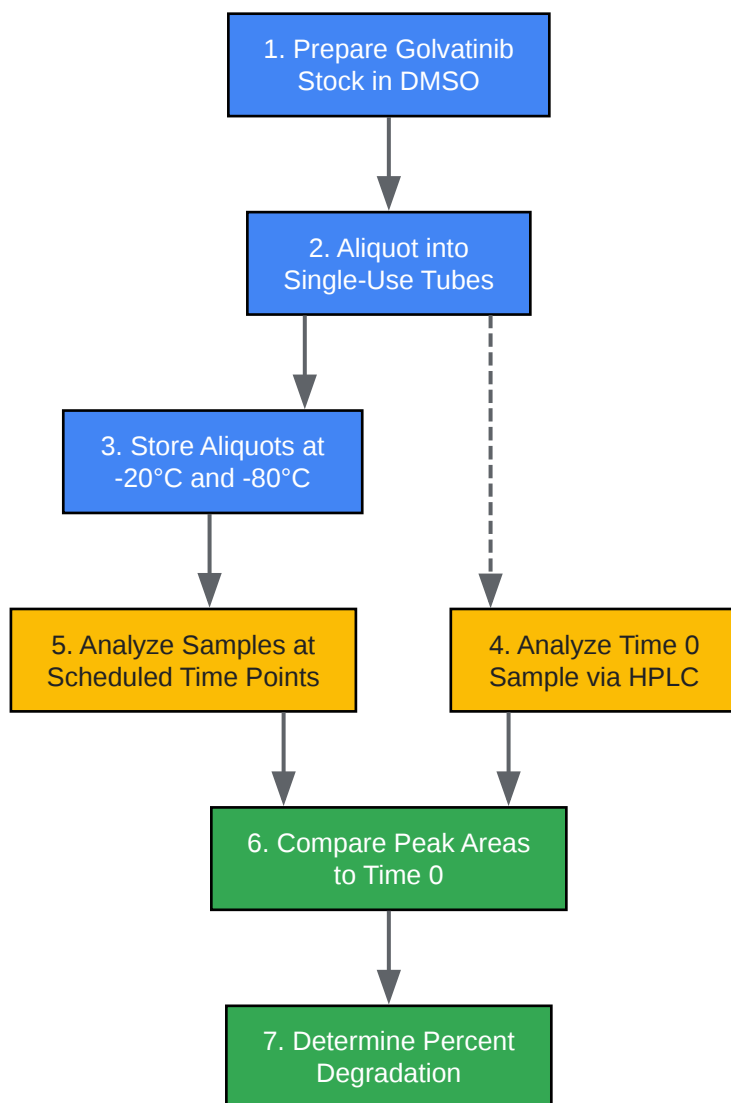 1. Prepare Golvatinib
Stock in DMSO
2. Aliquot into
Single-Use Tubes
3. Store Aliquots at
-20°C and -80°C
5. Analyze Samples at
Scheduled Time Points
4. Analyze Time 0
Sample via HPLC
6. Compare Peak Areas
to Time 0
7. Determine Percent
Degradation